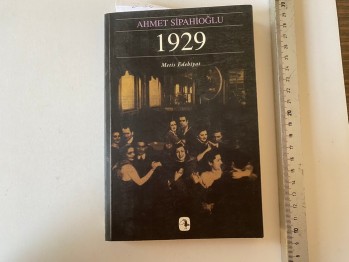 AHMET SİPAHİOĞLU
1929
Metis Edebiyat